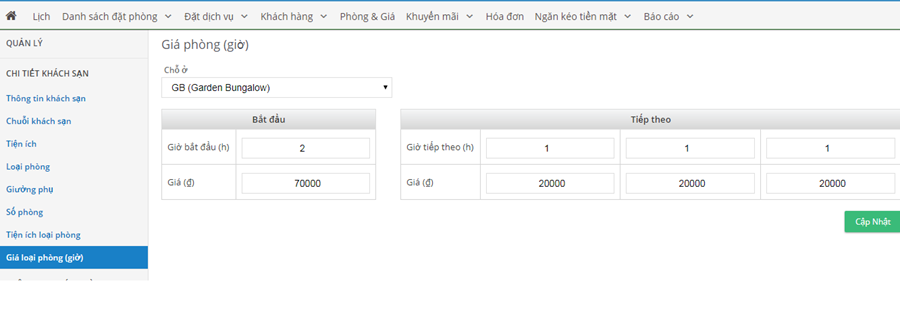 Lịch Danh sách đặt phòng Đặt dịch vụ Khách hàng Phòng & Giá Khuyến mãi Hóa đơn Ngăn kéo tiền mặt Báo cáo
QUẢN LÝ
CHI TIẾT KHÁCH SẠN
Thông tin khách sạn
Chuỗi khách sạn
Tiện ích
Loại phòng
Giường phụ
Số phòng
Tiện ích loại phòng
Giá loại phòng (giờ)
Giá phòng (giờ)
Chỗ ở
GB (Garden Bungalow)
Bắt đầu Tiếp theo
Giờ bắt đầu (h) 2 Giờ tiếp theo (h) 1 1 1
Giá (₫) 70000 Giá (₫) 20000 20000 20000
Cập Nhật